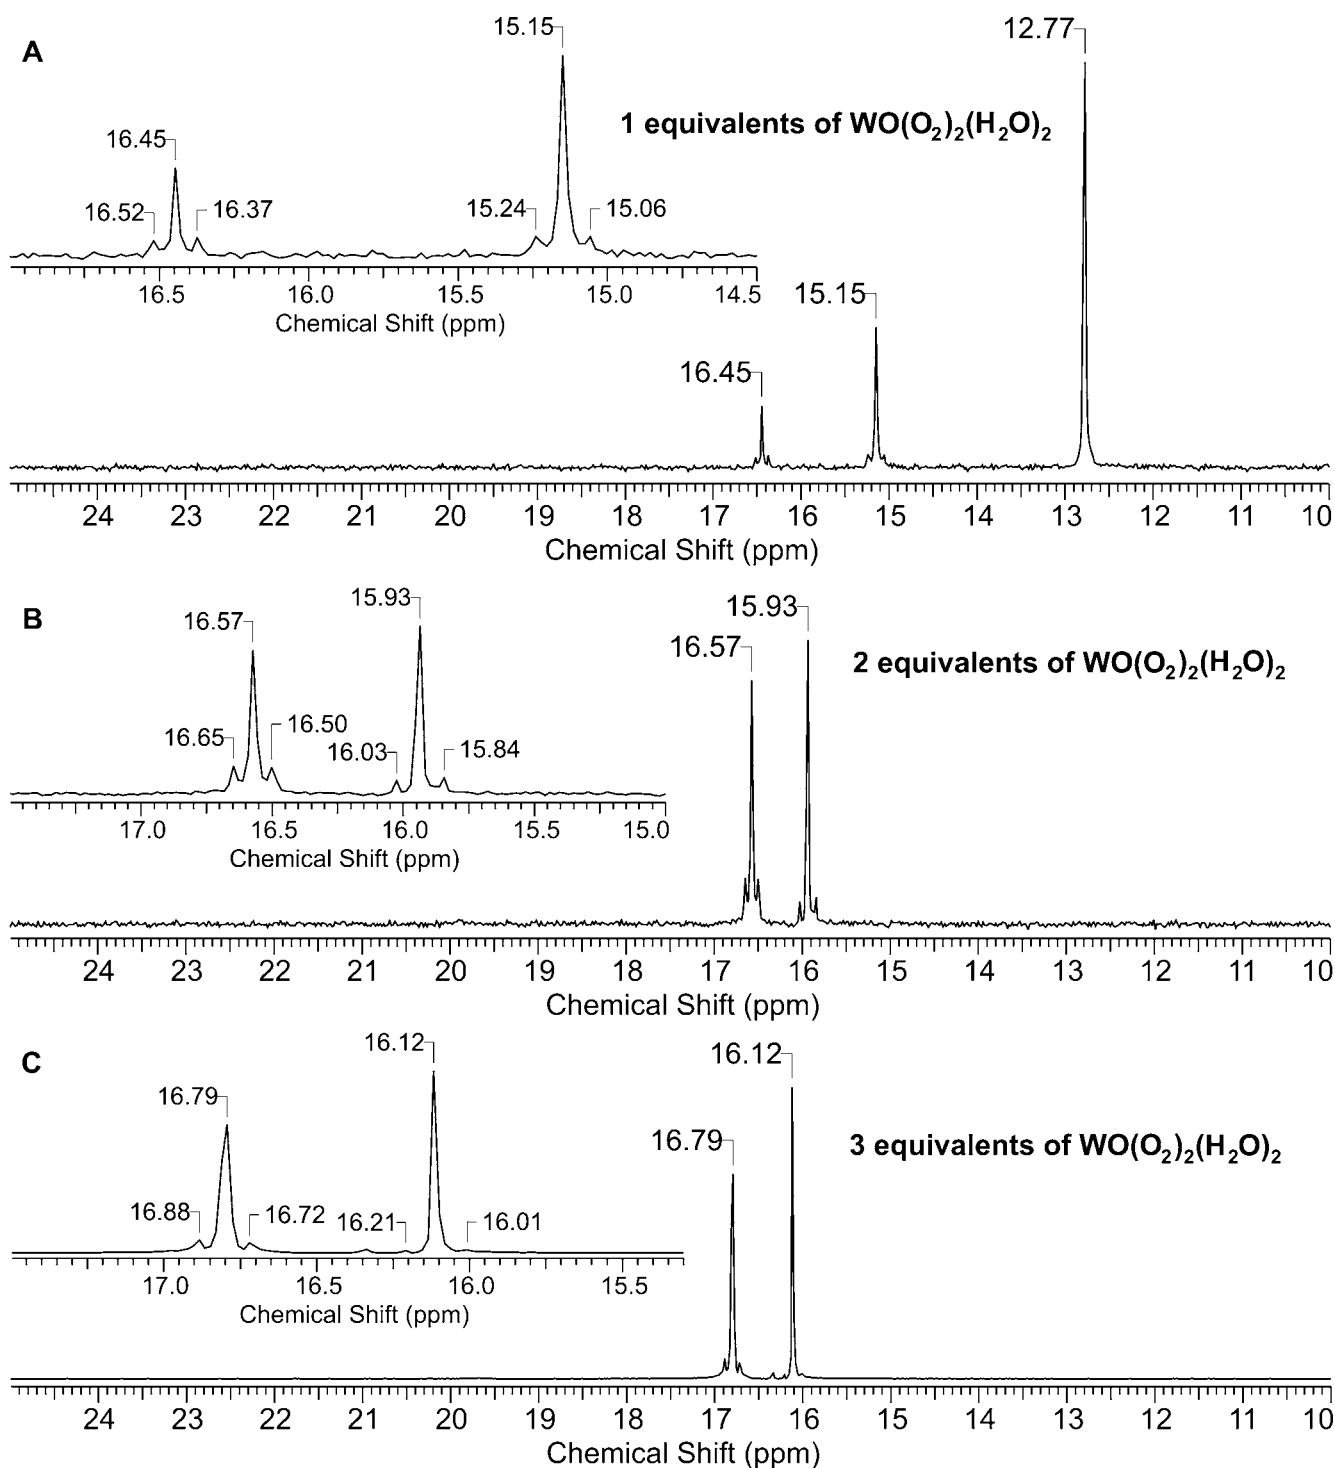 A
15.15
12.77
1 equivalents of WO(O₂)₂(H₂O)₂
16.45
16.52
16.37
15.24
15.06
16.5 16.0 15.5 15.0 14.5
Chemical Shift (ppm)
15.15
16.45
24 23 22 21 20 19 18 17 16 15 14 13 12 11 10
Chemical Shift (ppm)
B
15.93
16.57
15.93
16.57
2 equivalents of WO(O₂)₂(H₂O)₂
16.65
16.50
16.03
15.84
17.0 16.5 16.0 15.5 15.0
Chemical Shift (ppm)
24 23 22 21 20 19 18 17 16 15 14 13 12 11 10
Chemical Shift (ppm)
C
16.12
16.12
16.79
16.79
3 equivalents of WO(O₂)₂(H₂O)₂
16.88
16.72
16.21
16.01
17.0 16.5 16.0 15.5
Chemical Shift (ppm)
24 23 22 21 20 19 18 17 16 15 14 13 12 11 10
Chemical Shift (ppm)